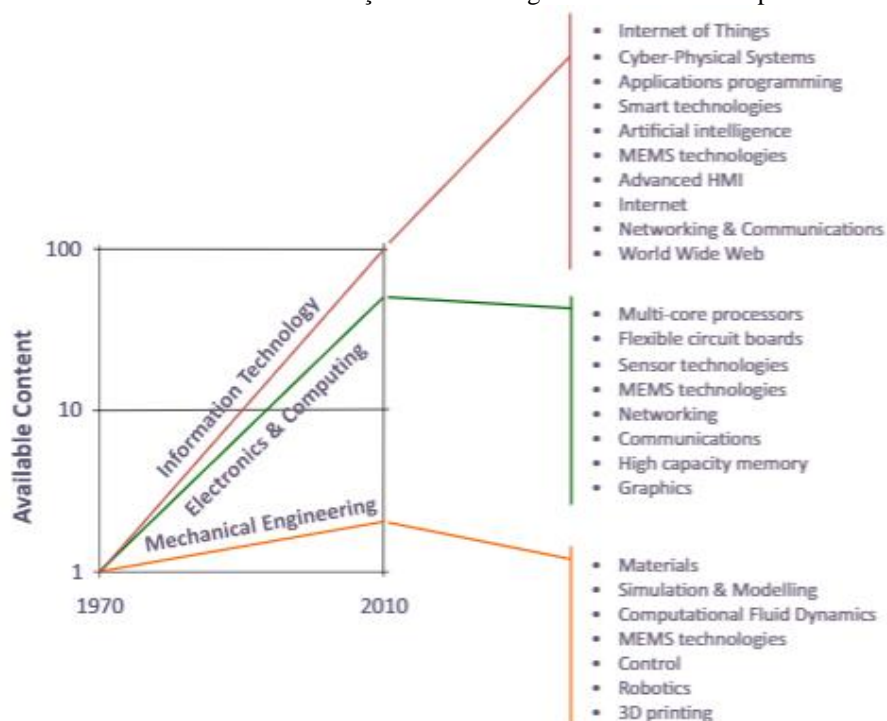 • Internet of Things
• Cyber-Physical Systems
• Applications programming
• Smart technologies
• Artificial intelligence
• MEMS technologies
• Advanced HMI
• Internet
• Networking & Communications
• World Wide Web
100
10
1
Available Content
1970
2010
Information Technology
Electronics & Computing
Mechanical Engineering
• Multi-core processors
• Flexible circuit boards
• Sensor technologies
• MEMS technologies
• Networking
• Communications
• High capacity memory
• Graphics
• Materials
• Simulation & Modelling
• Computational Fluid Dynamics
• MEMS technologies
• Control
• Robotics
• 3D printing